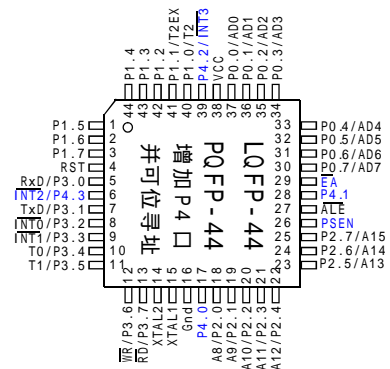 P1.4
P1.3
P1.2
P1.1/T2EX
P1.0/T2
P4.2/INT3
VCC
P0.0/AD0
P0.1/AD1
P0.2/AD2
P0.3/AD3
44 43 42 41 40 39 38 37 36 35 34
P1.5 1
P1.6 2
P1.7 3
RST 4
RxD/P3.0 5
INT2/P4.3 6
TxD/P3.1 7
INT0/P3.2 8
INT1/P3.3 9
T0/P3.4 10
T1/P3.5 11
LQFP-44
PQFP-44
增加P4口
并可位寻址
33 P0.4/AD4
32 P0.5/AD5
31 P0.6/AD6
30 P0.7/AD7
29 EA
28 P4.1
27 ALE
26 PSEN
25 P2.7/A15
24 P2.6/A14
23 P2.5/A13
12 13 14 15 16 17 18 19 20 21 22
WR/P3.6
RD/P3.7
XTAL2
XTAL1
Gnd
P4.0
A8/P2.0
A9/P2.1
A10/P2.2
A11/P2.3
A12/P2.4